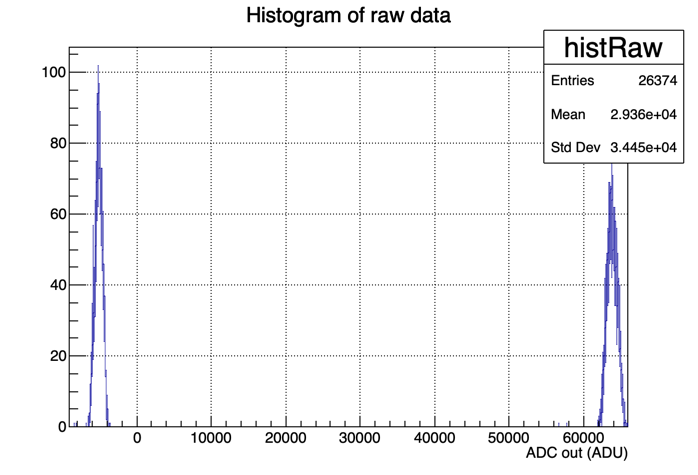 Histogram of raw data
histRaw
Entries 26374
Mean 2.936e+04
Std Dev 3.445e+04
100
80
60
40
20
0
0 10000 20000 30000 40000 50000 60000
ADC out (ADU)